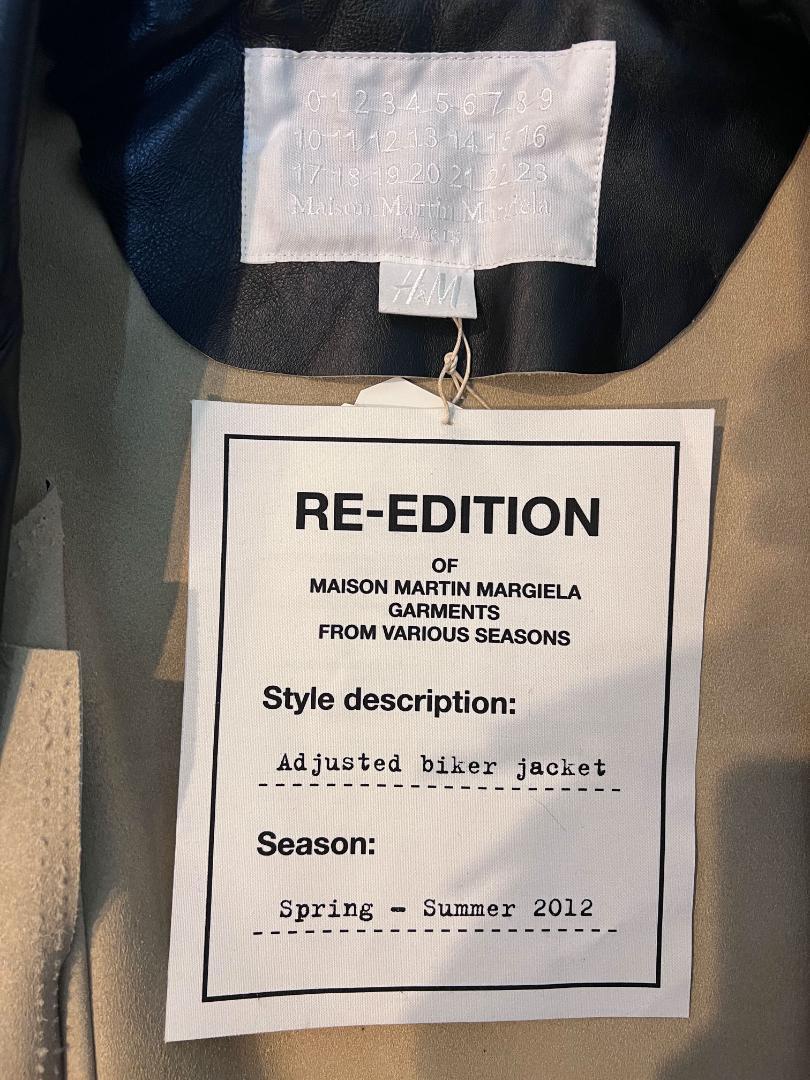 0 1 2 3 4 5 6 7 8 9
10 11 12 13 14 15 16
17 18 19 20 21 22 23
Maison Martin Margiela
PARIS
H&M
RE-EDITION
OF
MAISON MARTIN MARGIELA
GARMENTS
FROM VARIOUS SEASONS
Style description:
Adjusted biker jacket
Season:
Spring - Summer 2012